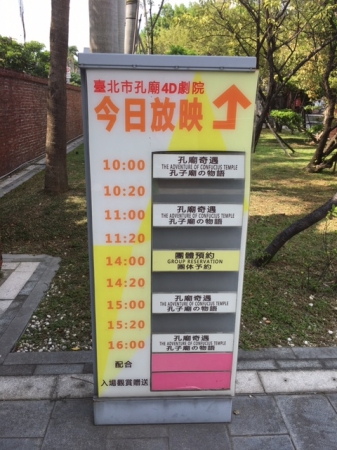 臺北市孔廟4D劇院
今日放映
10:00
孔廟奇遇
THE ADVENTURE OF CONFUCIUS TEMPLE
孔子廟の物語
10:20
11:00
孔廟奇遇
THE ADVENTURE OF CONFUCIUS TEMPLE
孔子廟の物語
11:20
14:00
團體預約
GROUP RESERVATION
団体予約
14:20
15:00
孔廟奇遇
THE ADVENTURE OF CONFUCIUS TEMPLE
孔子廟の物語
15:20
16:00
孔廟奇遇
THE ADVENTURE OF CONFUCIUS TEMPLE
孔子廟の物語
配合
入場觀賞贈送